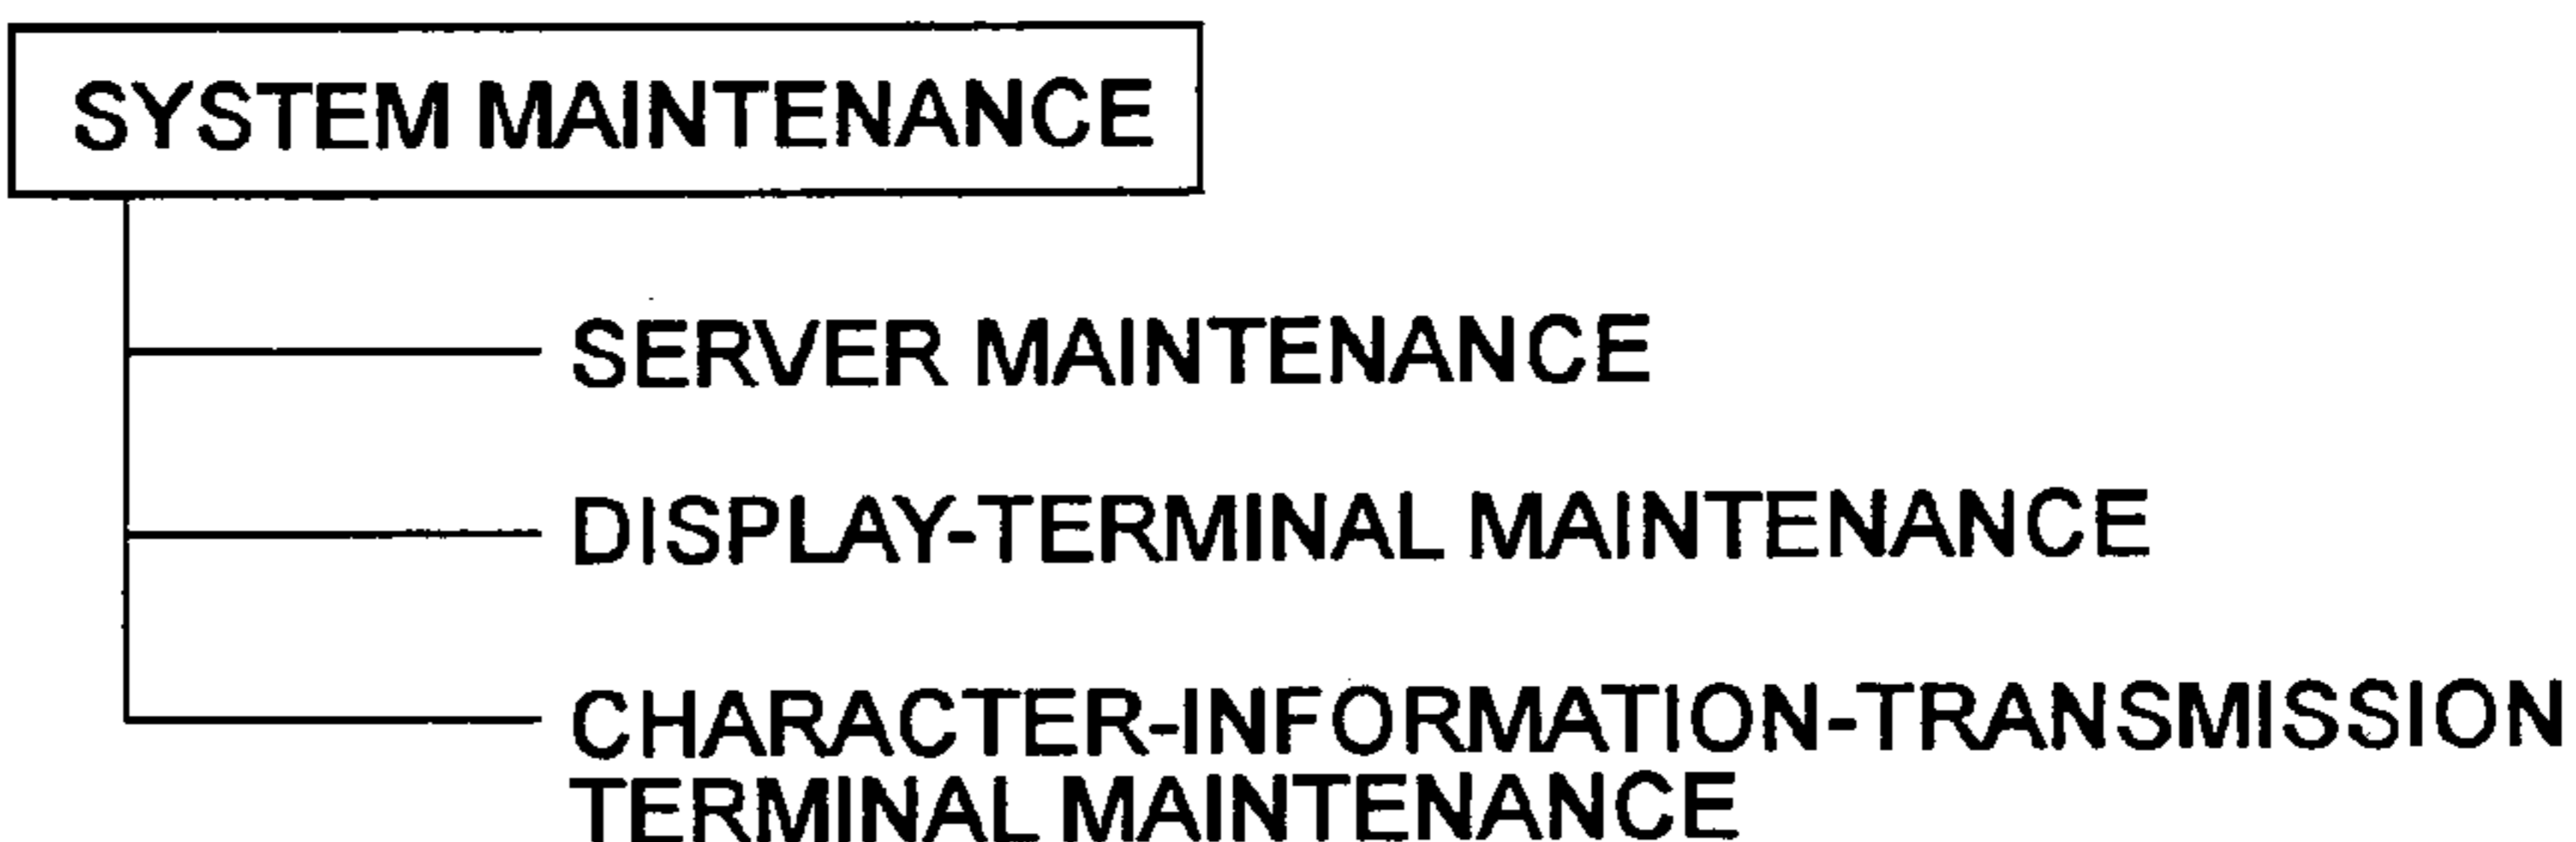 SYSTEM MAINTENANCE
SERVER MAINTENANCE
DISPLAY-TERMINAL MAINTENANCE
CHARACTER-INFORMATION-TRANSMISSION
TERMINAL MAINTENANCE